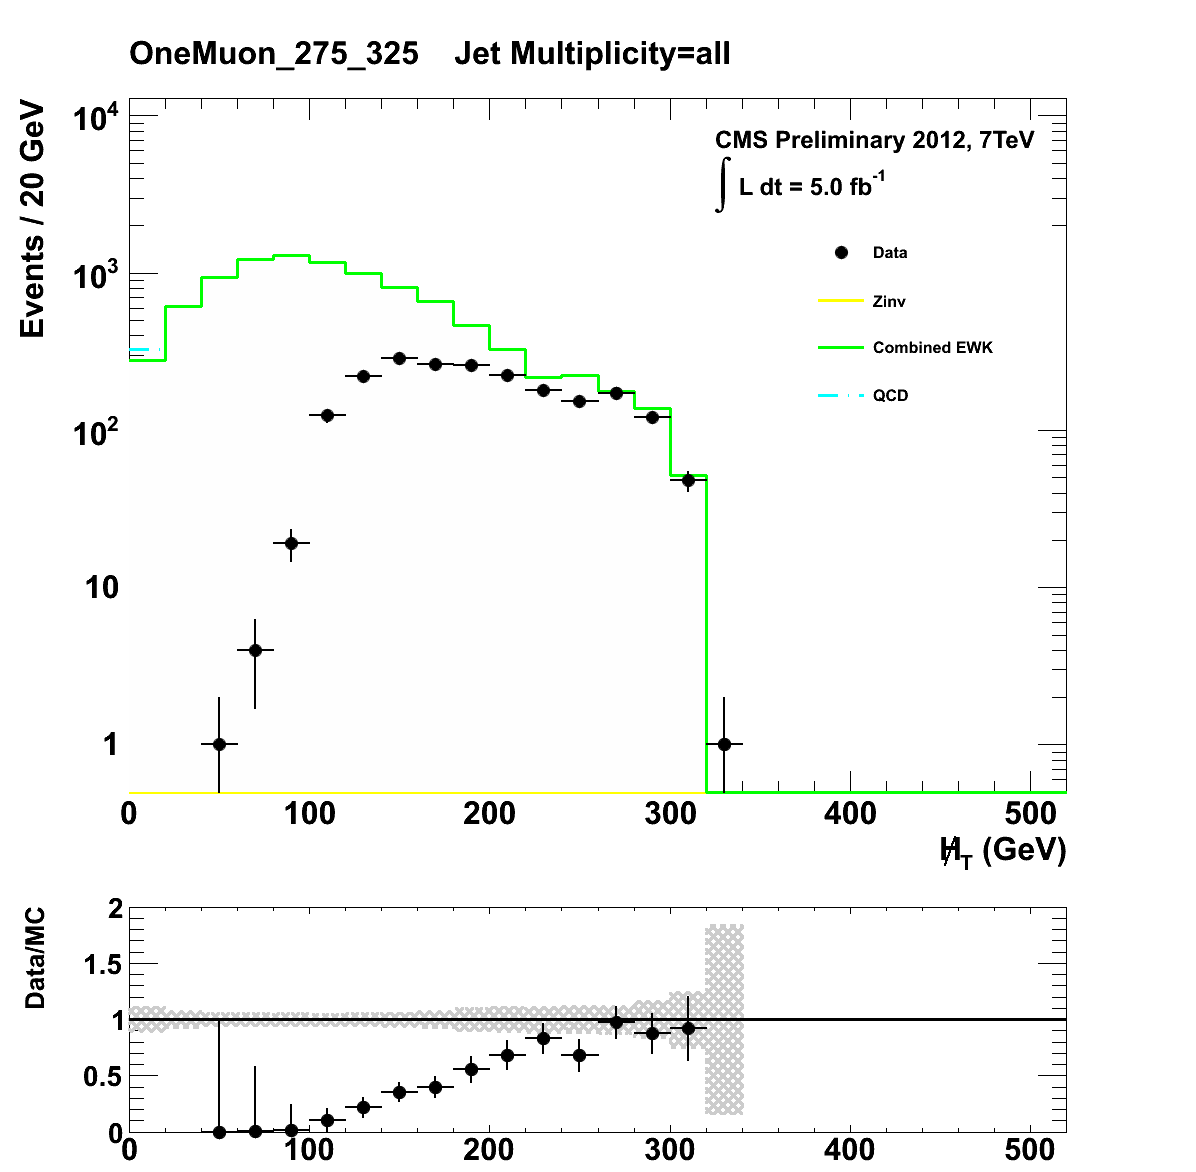 OneMuon_275_325 Jet Multiplicity=all
Events / 20 GeV
10^4
10^3
10^2
10
1
CMS Preliminary 2012, 7TeV
∫ L dt = 5.0 fb^-1
Data
Zinv
Combined EWK
QCD
0 100 200 300 400 500
H̸_T (GeV)
Data/MC
2
1.5
1
0.5
0
0 100 200 300 400 500